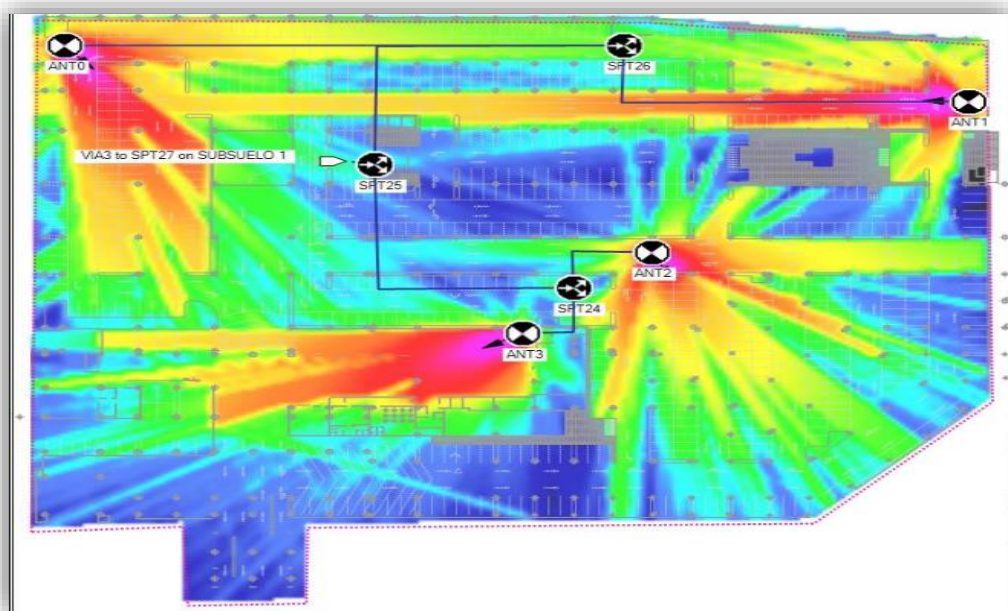 ANT0
SPT26
ANT1
VIA3 to SPT27 on SUBSUELO 1
SPT25
ANT2
SPT24
ANT3